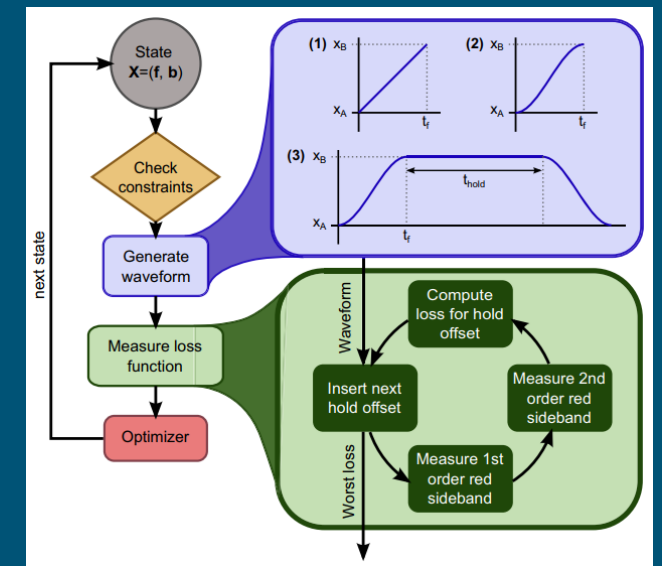 State
X=(f, b)
Check
constraints
Generate
waveform
Measure loss
function
Optimizer
next state
(1) xB
xA
tf
(2) xB
xA
tf
(3) xB
thold
xA
tf
Waveform
Compute
loss for hold
offset
Insert next
hold offset
Measure 2nd
order red
sideband
Measure 1st
order red
sideband
Worst loss